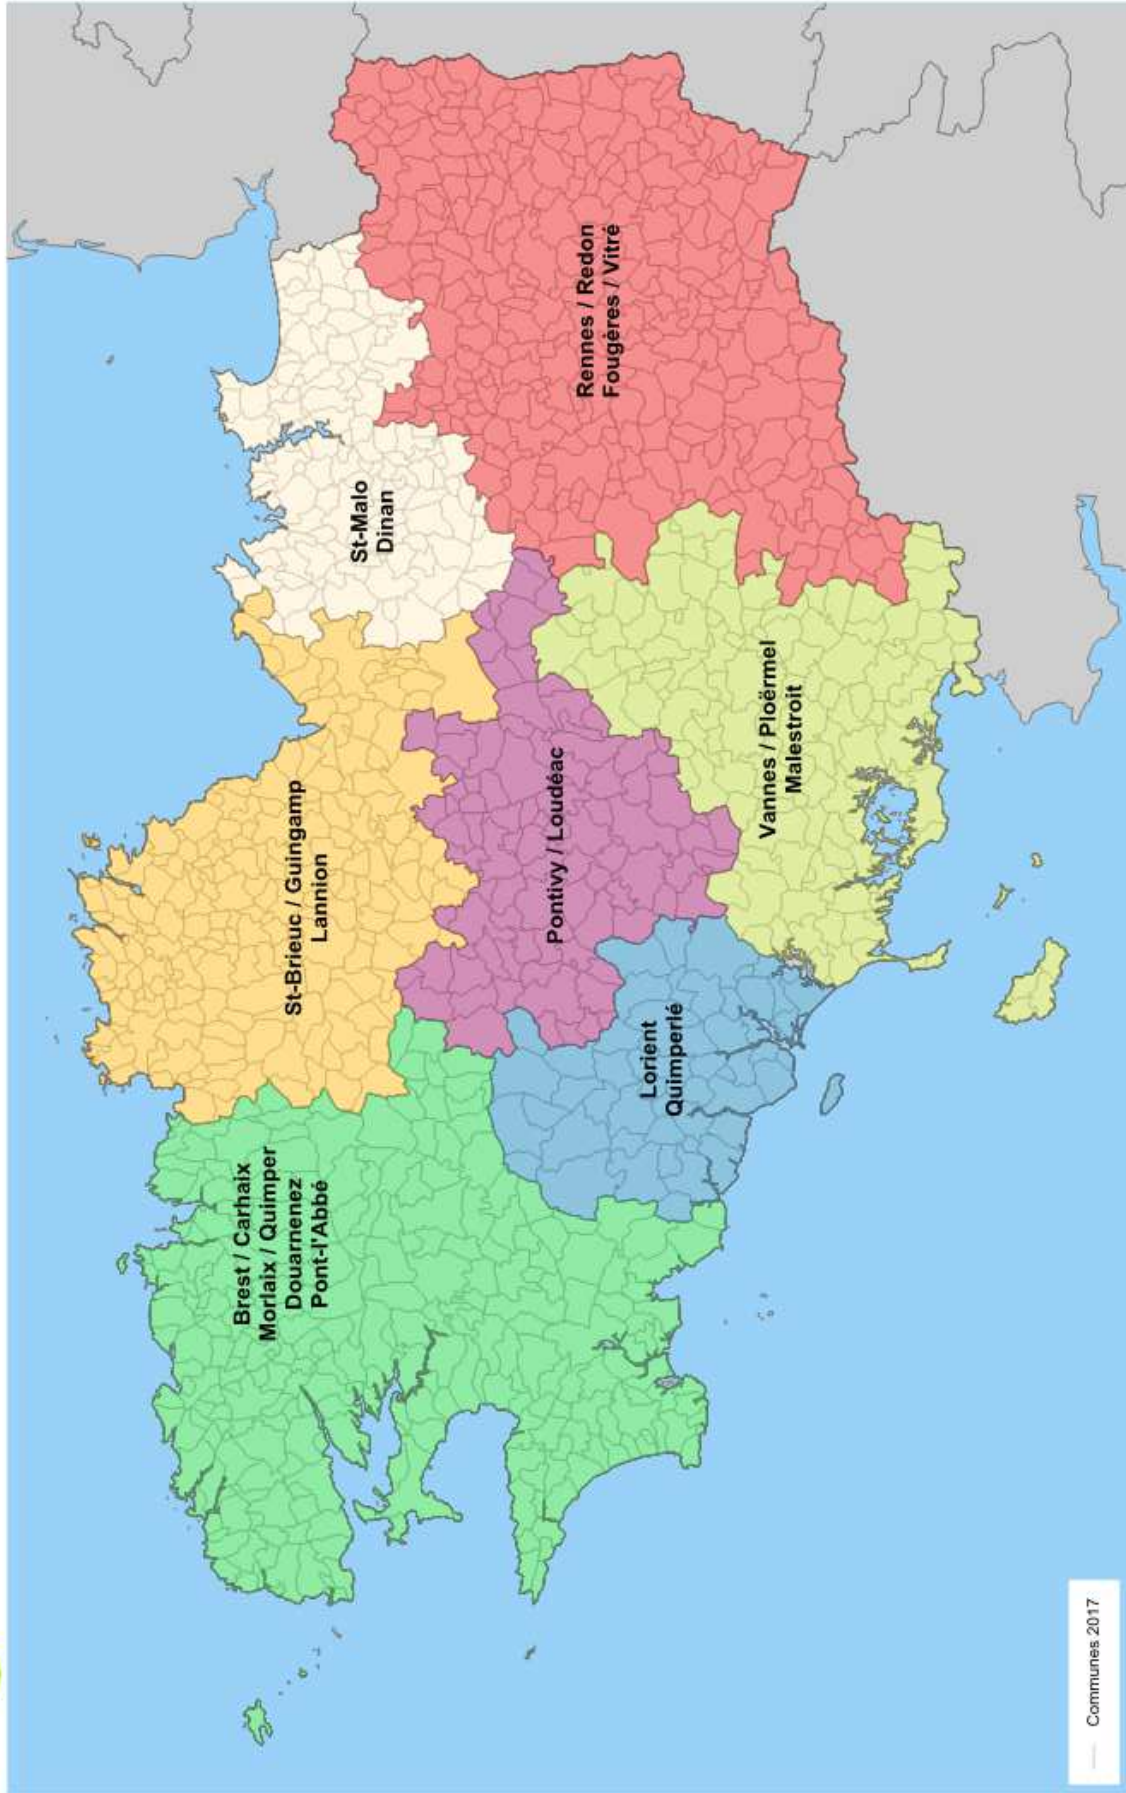 Brest / Carhaix
Morlaix / Quimper
Douarnenez
Pont-l'Abbé
St-Brieuc / Guingamp
Lannion
St-Malo
Dinan
Rennes / Redon
Fougères / Vitré
Pontivy / Loudéac
Lorient
Quimperlé
Vannes / Ploërmel
Malestroit
Communes 2017